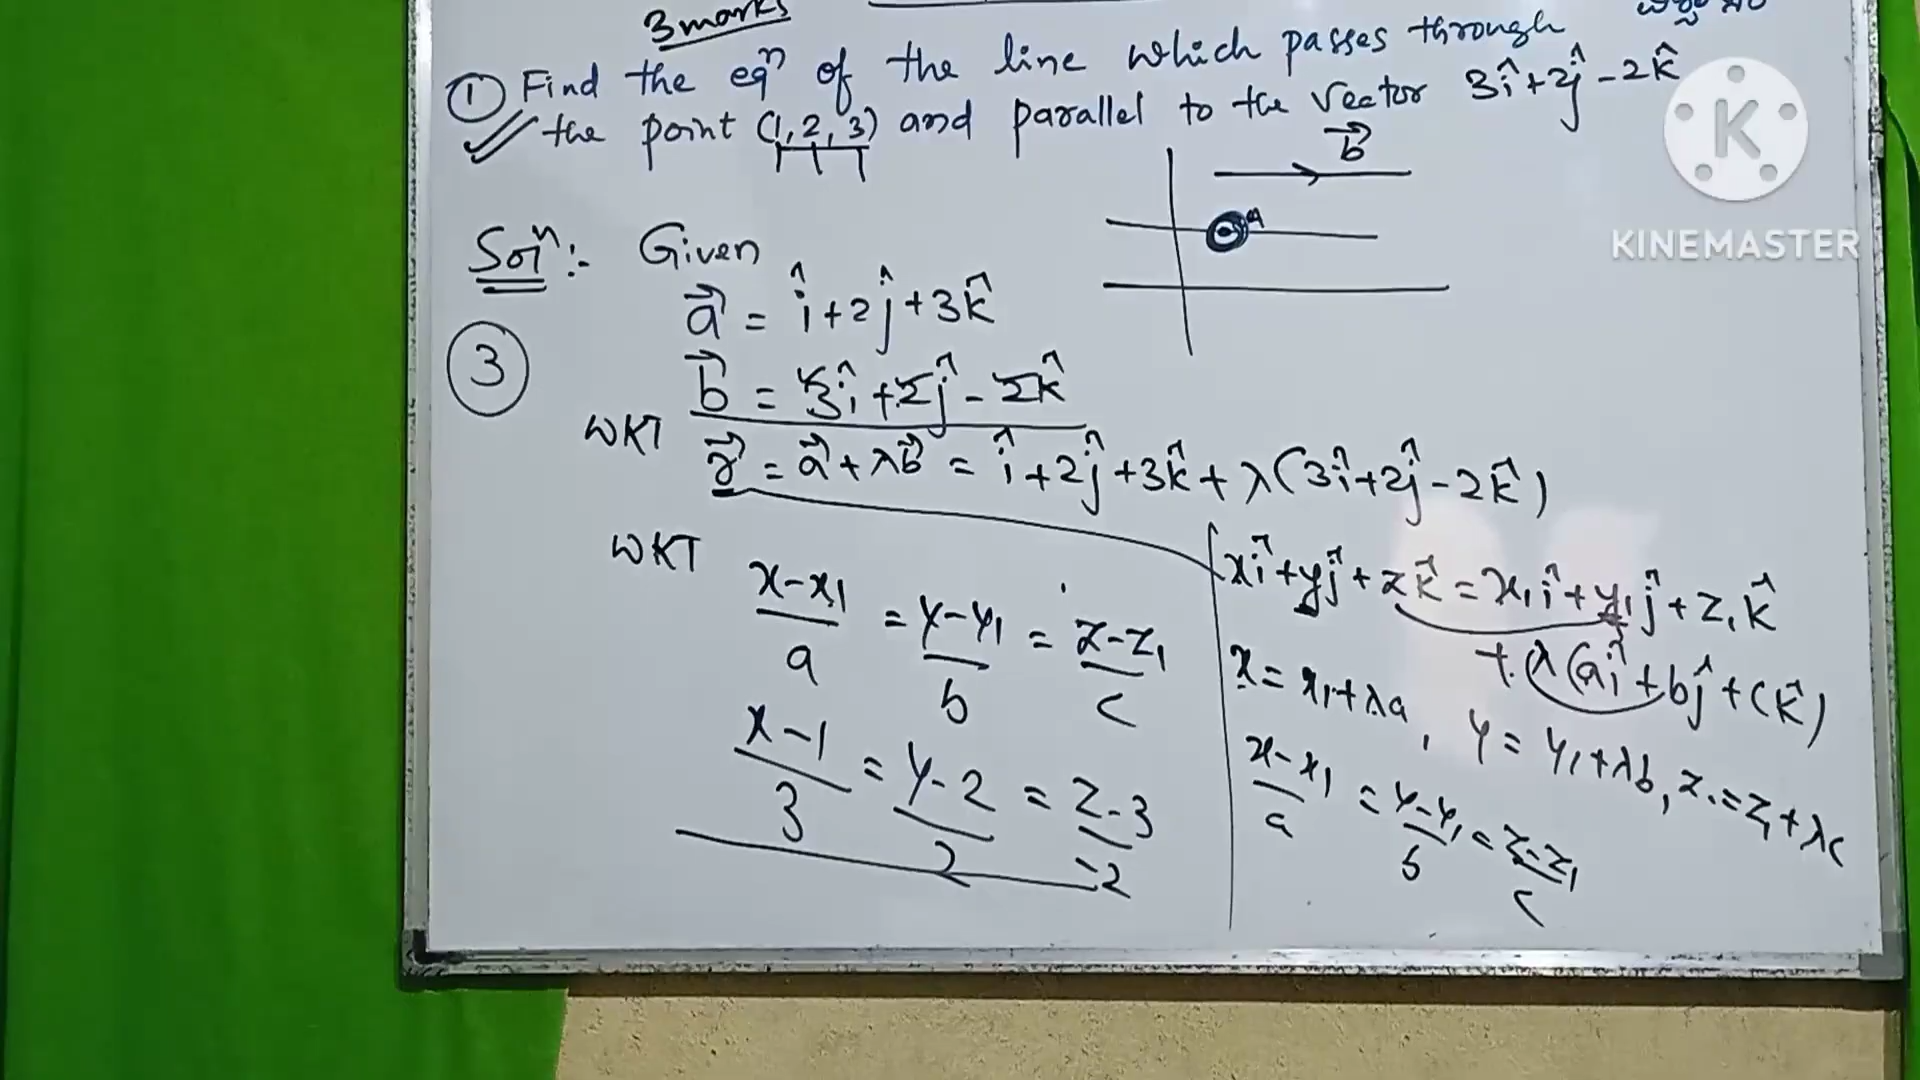 3 marks
① Find the eqⁿ of the line which passes through
the point (1, 2, 3) and parallel to the vector 3î+2ĵ-2k̂
b⃗
K
KINEMASTER
Solⁿ:- Given
a⃗ = î+2ĵ+3k̂
③
b⃗ = 3î+2ĵ-2k̂
WKT r⃗ = a⃗+λb⃗ = î+2ĵ+3k̂+λ(3î+2ĵ-2k̂)
WKT
x-x₁/a = y-y₁/b = z-z₁/c
x-1/3 = y-2/2 = z-3/-2
xî+yĵ+zk̂=x₁î+y₁ĵ+z₁k̂
+λ(aî+bĵ+ck̂)
x=x₁+λa, y=y₁+λb, z=z₁+λc
x-x₁/a = y-y₁/b = z-z₁/c